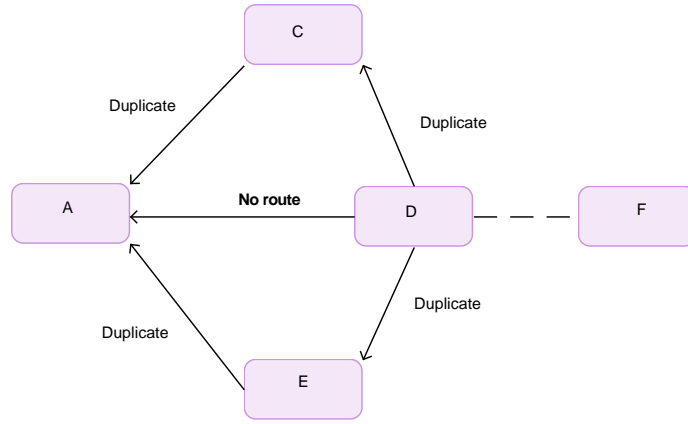 C
Duplicate
Duplicate
A
No route
D
F
Duplicate
Duplicate
E